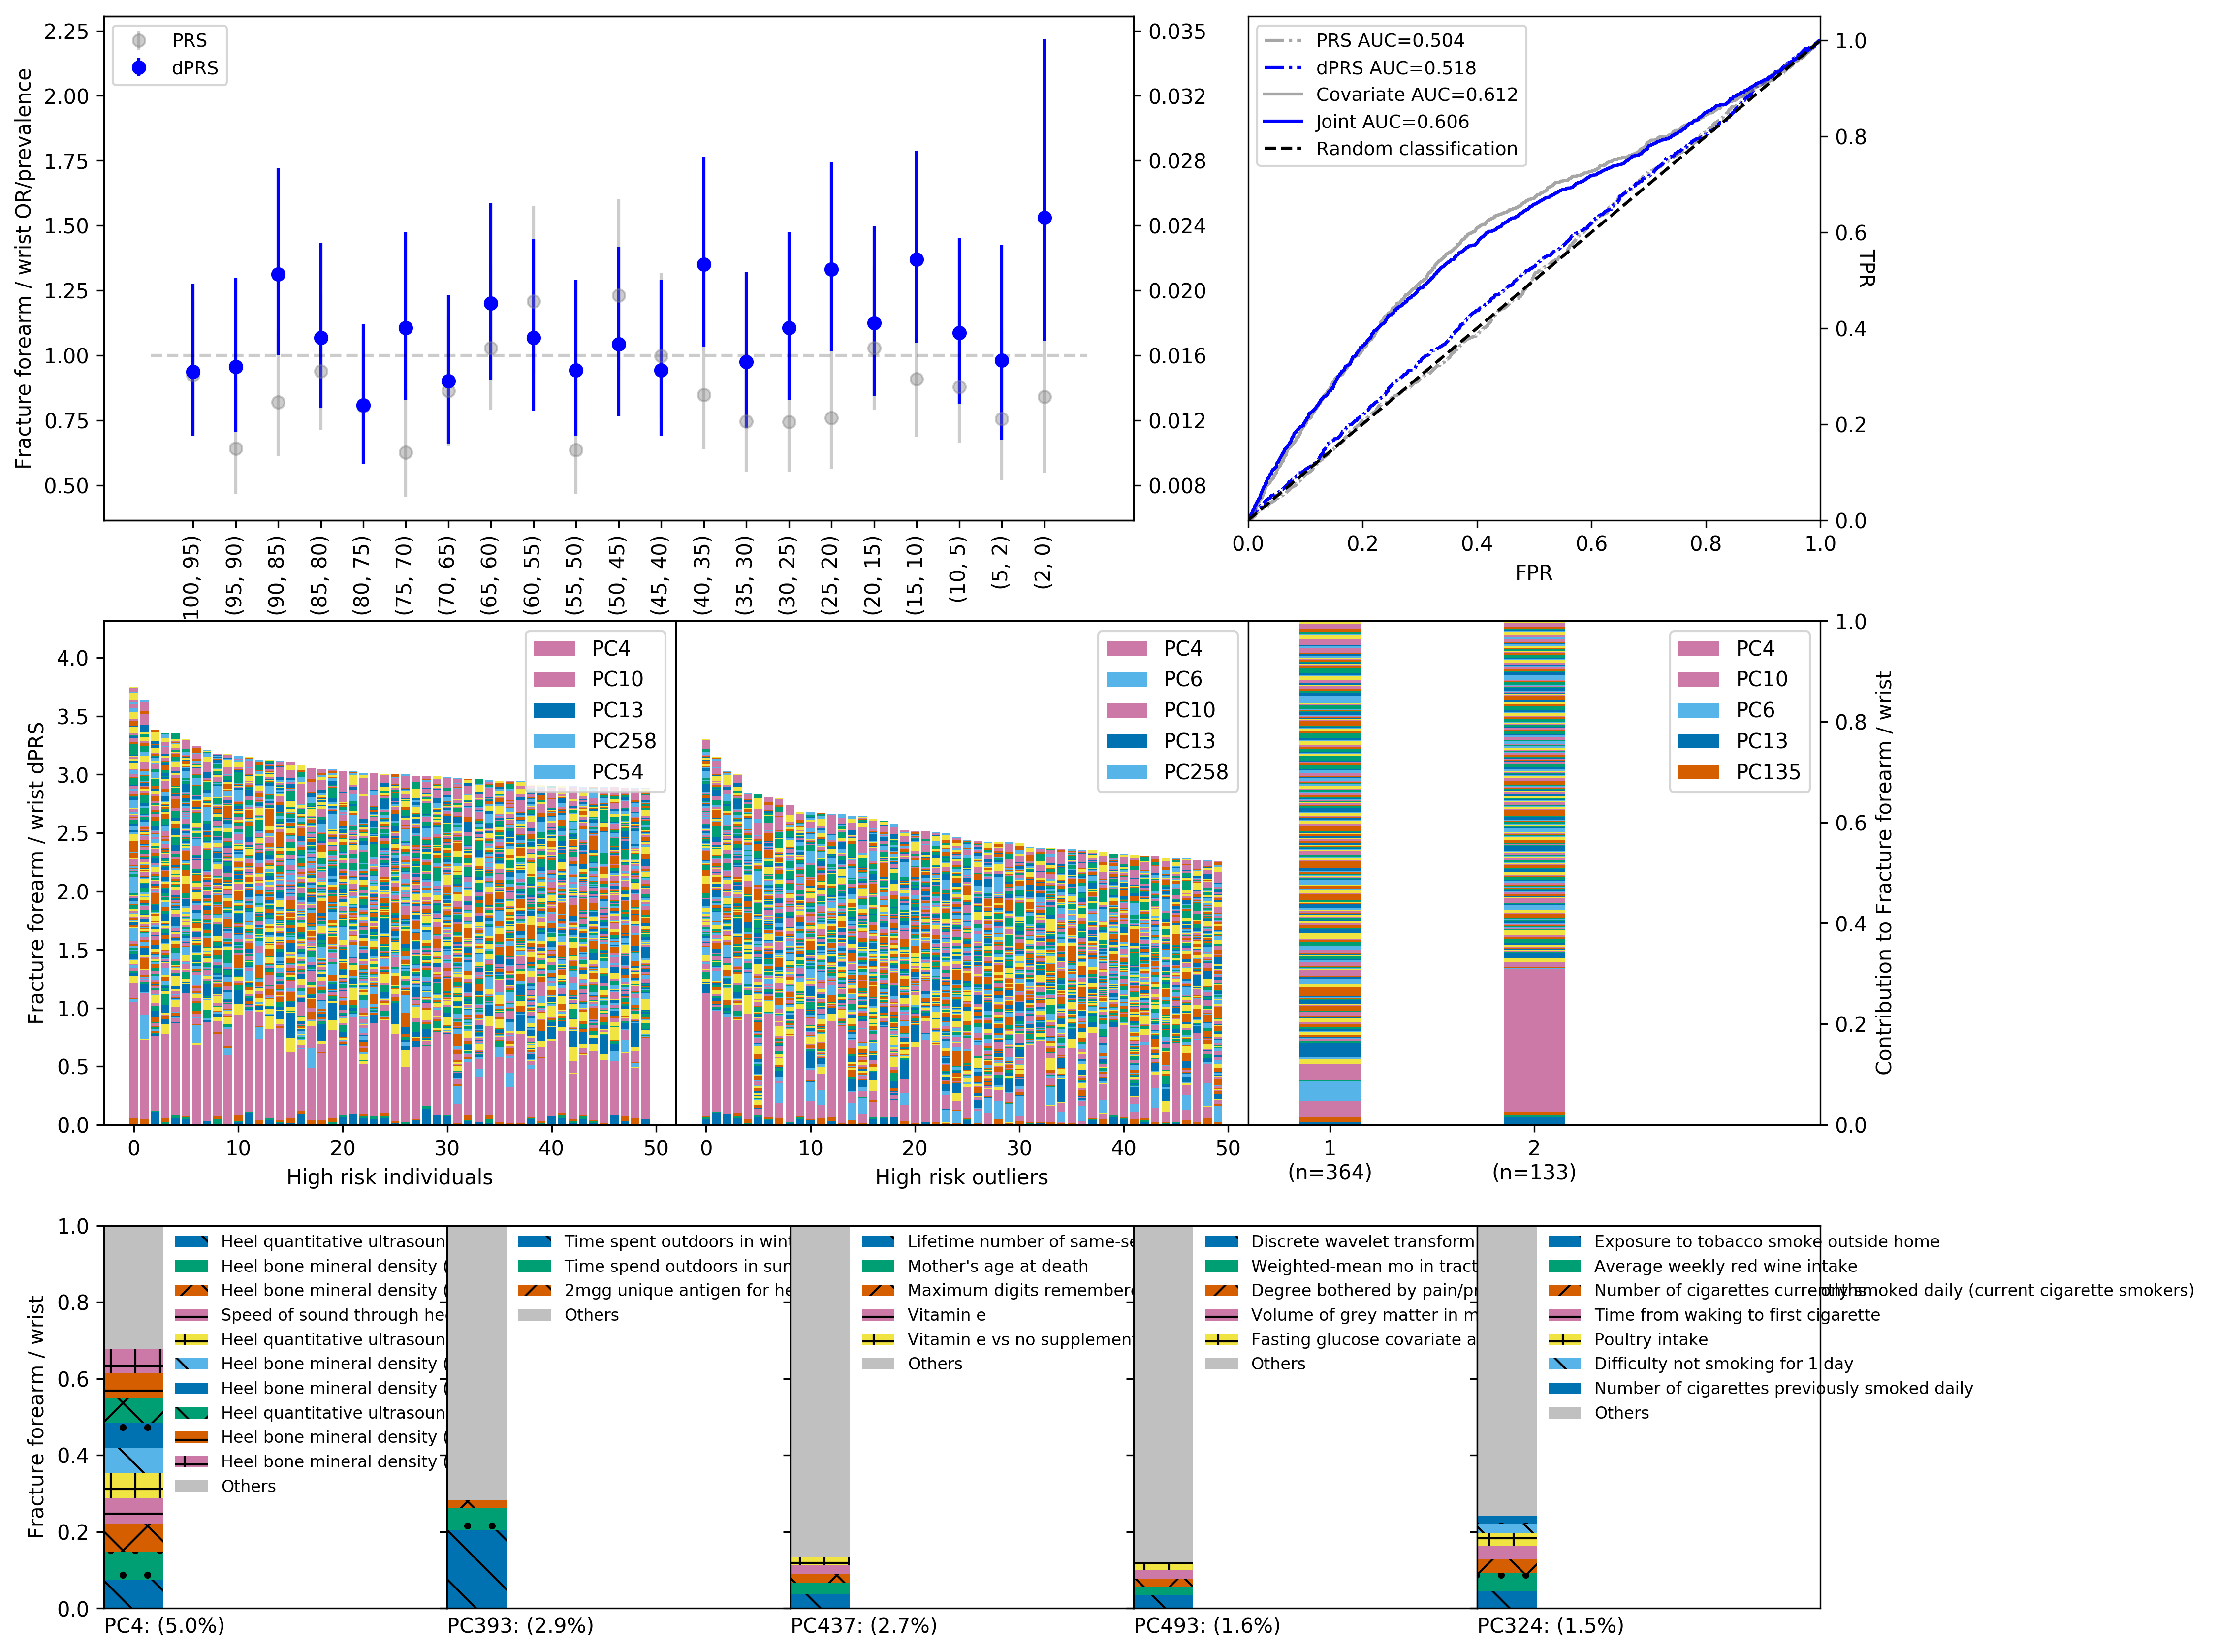 Fracture forearm / wrist OR/prevalence
2.25
2.00
1.75
1.50
1.25
1.00
0.75
0.50
PRS
dPRS
0.035
0.032
0.028
0.024
0.020
0.016
0.012
0.008
100, 95)
(95, 90)
(90, 85)
(85, 80)
(80, 75)
(75, 70)
(70, 65)
(65, 60)
(60, 55)
(55, 50)
(50, 45)
(45, 40)
(40, 35)
(35, 30)
(30, 25)
(25, 20)
(20, 15)
(15, 10)
(10, 5)
(5, 2)
(2, 0)
PRS AUC=0.504
dPRS AUC=0.518
Covariate AUC=0.612
Joint AUC=0.606
Random classification
1.0
0.8
0.6
0.4
0.2
0.0
TPR
0.0 0.2 0.4 0.6 0.8 1.0
FPR
Fracture forearm / wrist dPRS
4.0
3.5
3.0
2.5
2.0
1.5
1.0
0.5
0.0
PC4
PC10
PC13
PC258
PC54
0 10 20 30 40 50
High risk individuals
PC4
PC6
PC10
PC13
PC258
0 10 20 30 40 50
High risk outliers
PC4
PC10
PC6
PC13
PC135
1
(n=364)
2
(n=133)
1.0
0.8
0.6
0.4
0.2
0.0
Contribution to Fracture forearm / wrist
Fracture forearm / wrist
1.0
0.8
0.6
0.4
0.2
0.0
Heel quantitative ultrasoun
Heel bone mineral density (
Heel bone mineral density (
Speed of sound through he
Heel quantitative ultrasoun
Heel bone mineral density (
Heel bone mineral density (
Heel quantitative ultrasoun
Heel bone mineral density (
Heel bone mineral density (
Others
PC4: (5.0%)
Time spent outdoors in wint
Time spend outdoors in sum
2mgg unique antigen for he
Others
PC393: (2.9%)
Lifetime number of same-se
Mother's age at death
Maximum digits remembere
Vitamin e
Vitamin e vs no supplement
Others
PC437: (2.7%)
Discrete wavelet transform
Weighted-mean mo in tract
Degree bothered by pain/pr
Volume of grey matter in m
Fasting glucose covariate a
Others
PC493: (1.6%)
Exposure to tobacco smoke outside home
Average weekly red wine intake
Number of cigarettes currently smoked daily (current cigarette smokers)
Time from waking to first cigarette
Poultry intake
Difficulty not smoking for 1 day
Number of cigarettes previously smoked daily
Others
PC324: (1.5%)